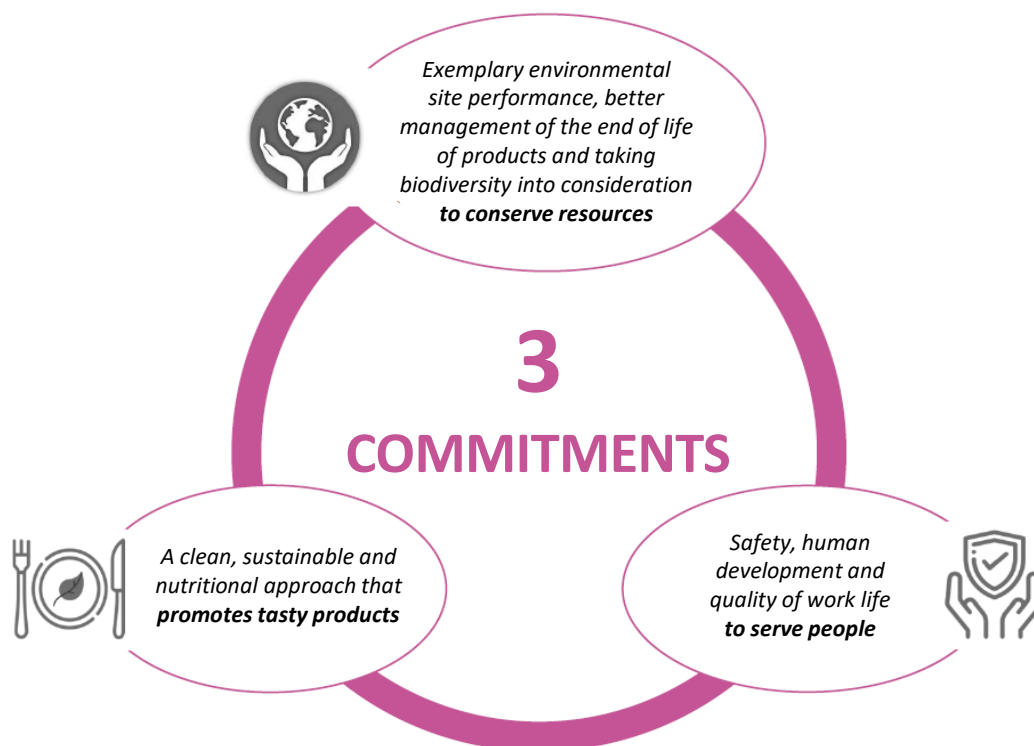 Exemplary environmental
site performance, better
management of the end of life
of products and taking
biodiversity into consideration
to conserve resources
3
COMMITMENTS
A clean, sustainable and
nutritional approach that
promotes tasty products
Safety, human
development and
quality of work life
to serve people